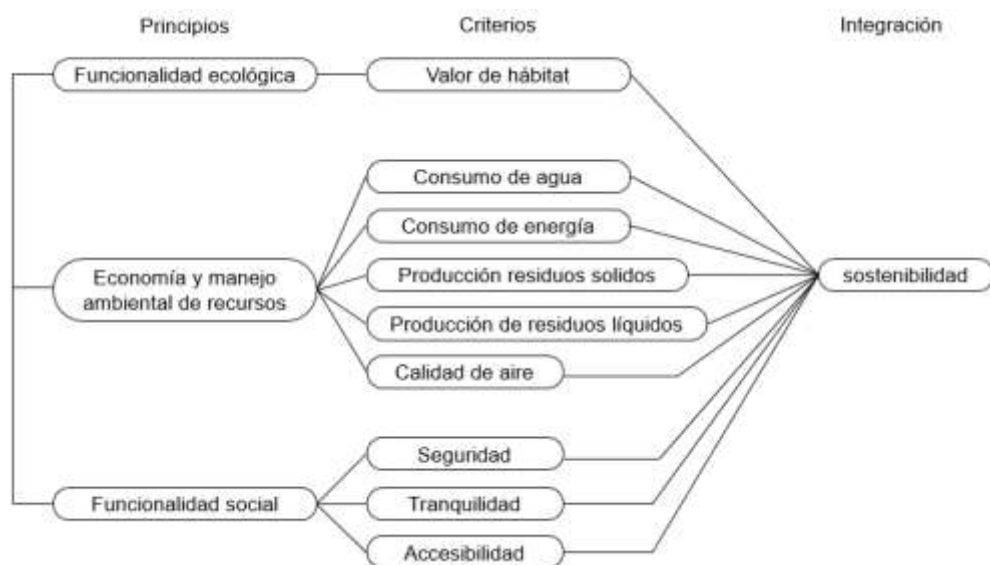 Principios
Criterios
Integración
Funcionalidad ecológica
Valor de hábitat
Consumo de agua
Consumo de energía
Economía y manejo
ambiental de recursos
Producción residuos solidos
sostenibilidad
Producción de residuos líquidos
Calidad de aire
Seguridad
Funcionalidad social
Tranquilidad
Accesibilidad